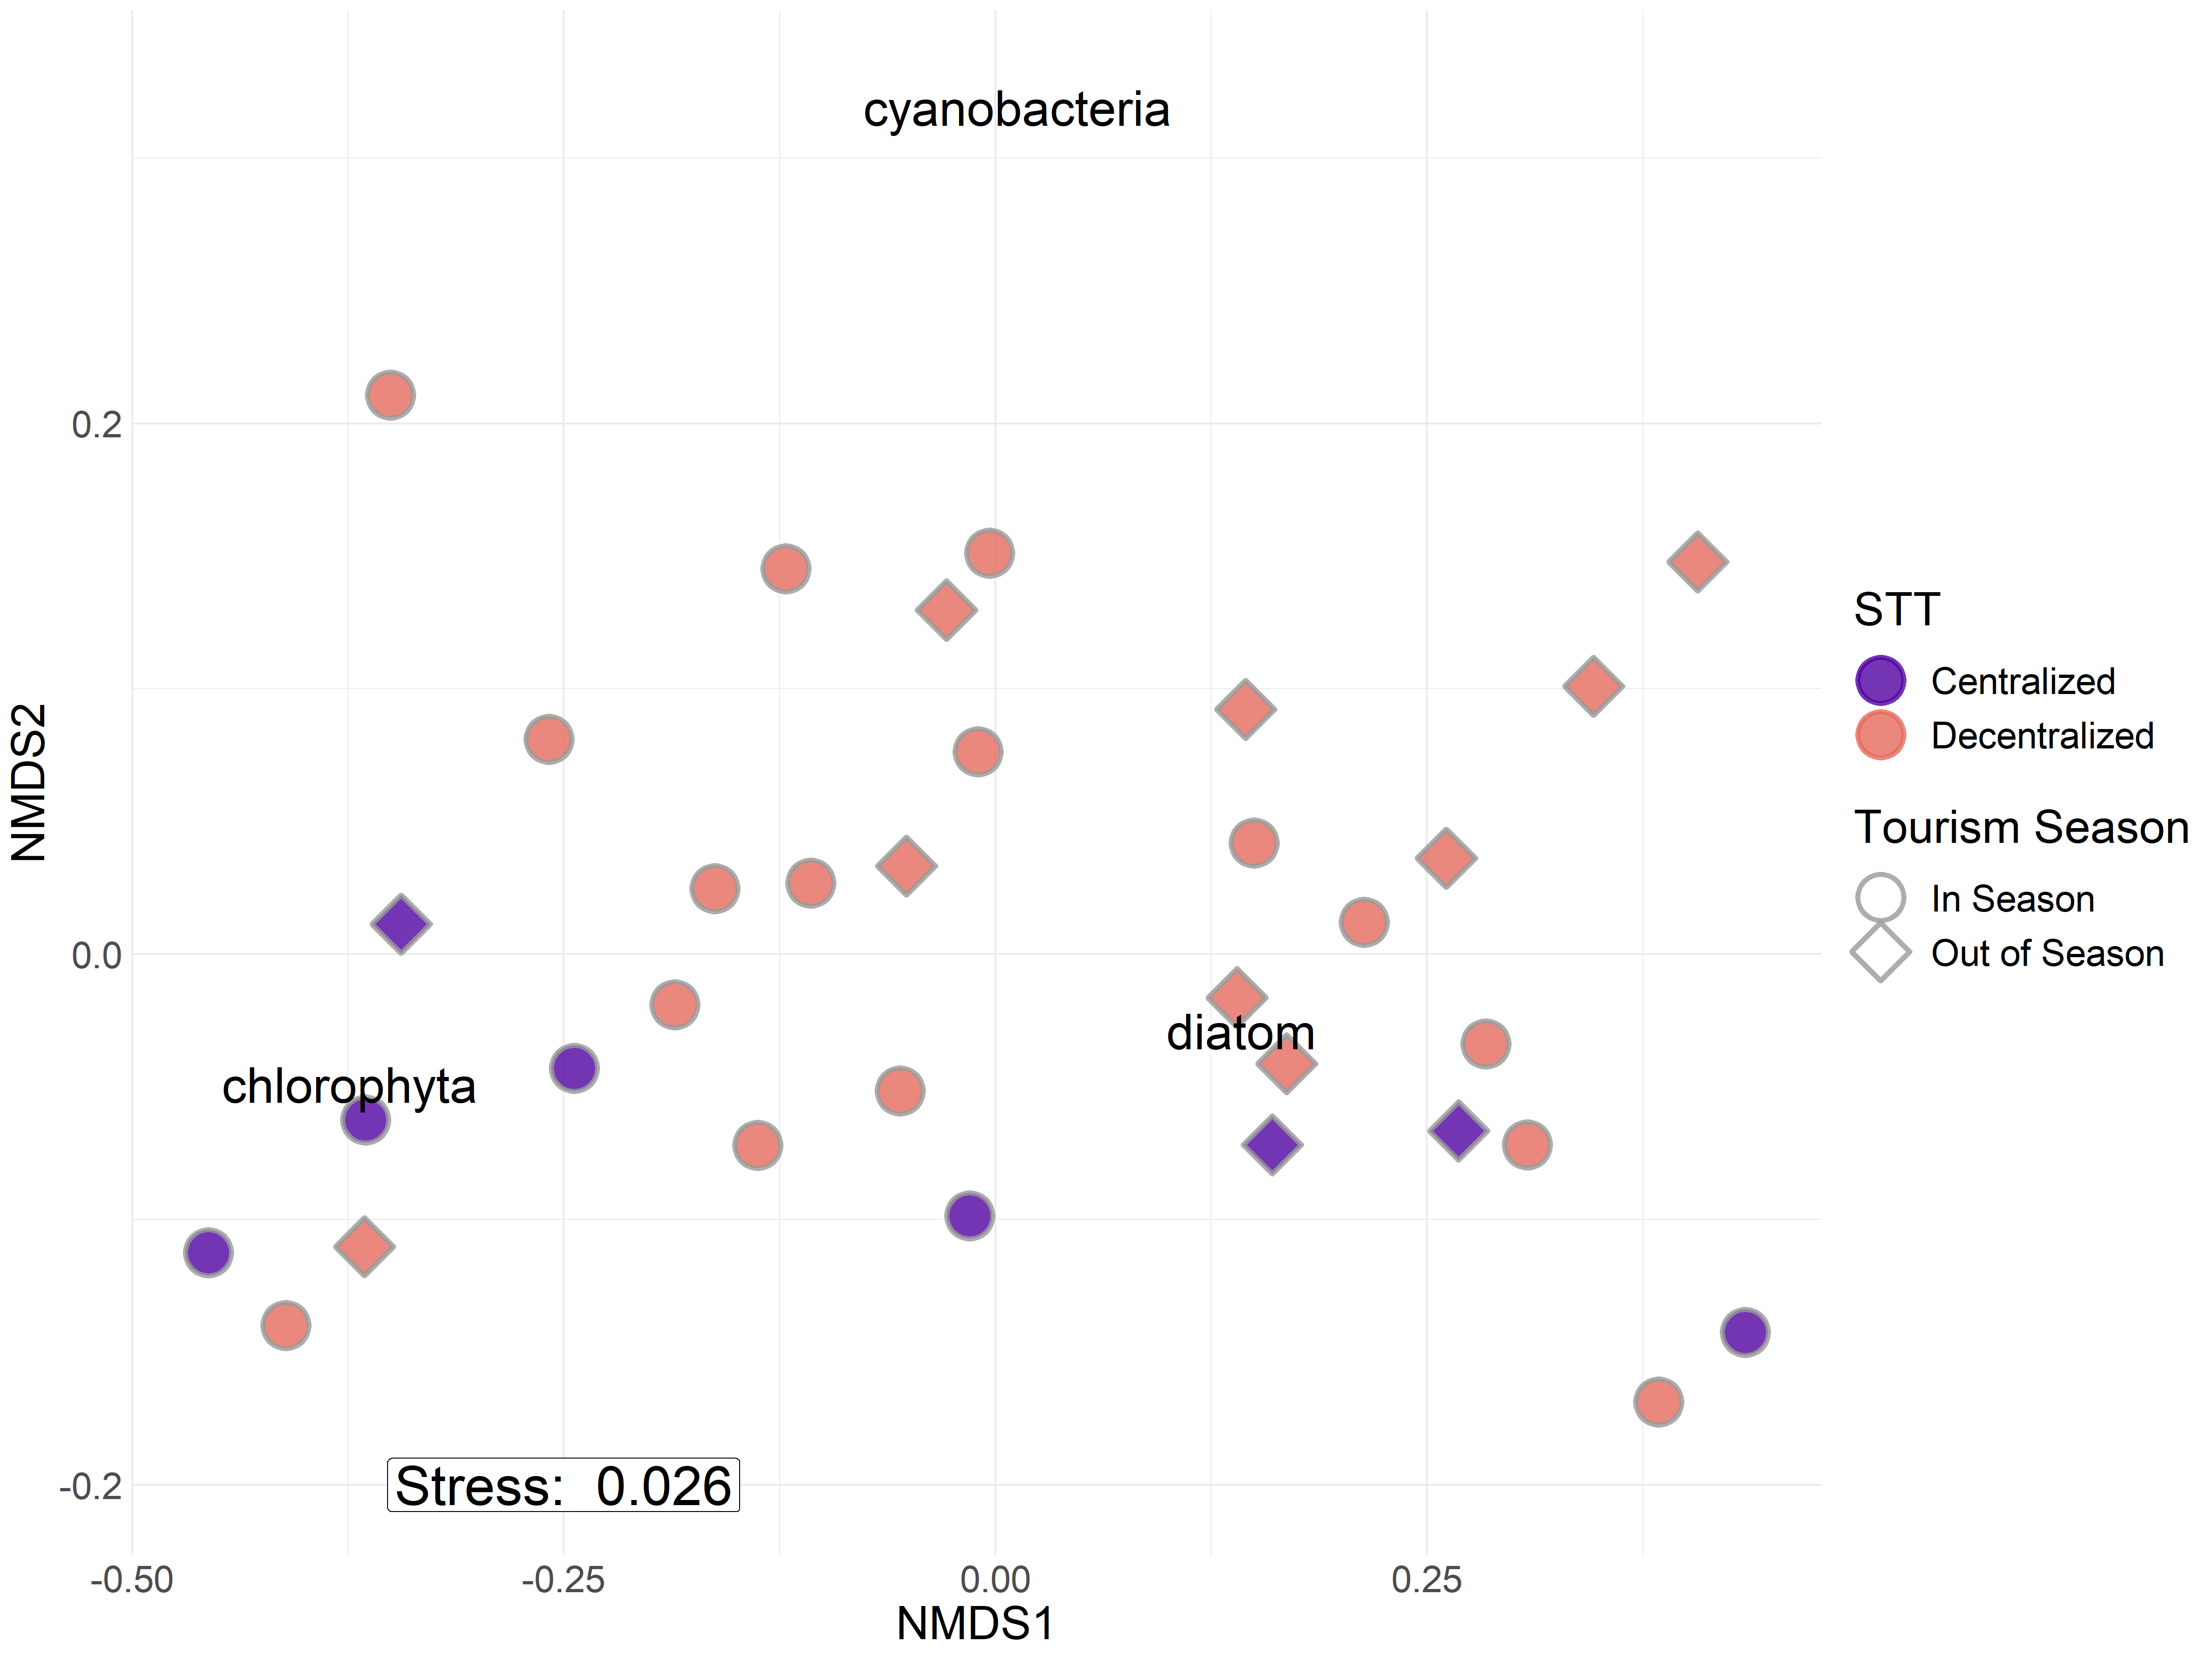 cyanobacteria
0.2
0.0
-0.2
NMDS2
chlorophyta
diatom
Stress:  0.026
-0.50
-0.25
0.00
0.25
NMDS1
STT
Centralized
Decentralized
Tourism Season
In Season
Out of Season